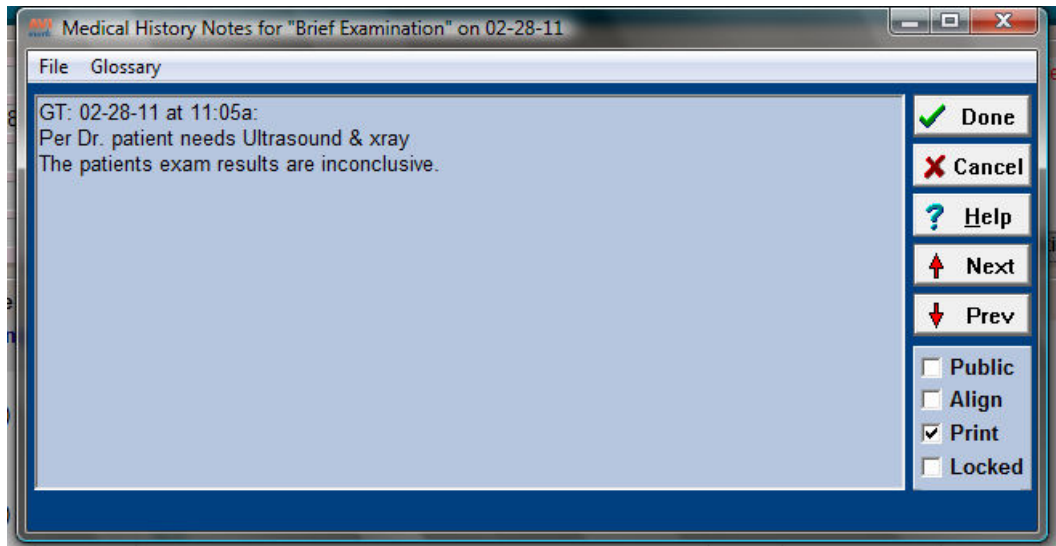 Medical History Notes for "Brief Examination" on 02-28-11
File Glossary
GT: 02-28-11 at 11:05a:
Per Dr. patient needs Ultrasound & xray
The patients exam results are inconclusive.
Done
Cancel
Help
Next
Prev
Public
Align
Print
Locked